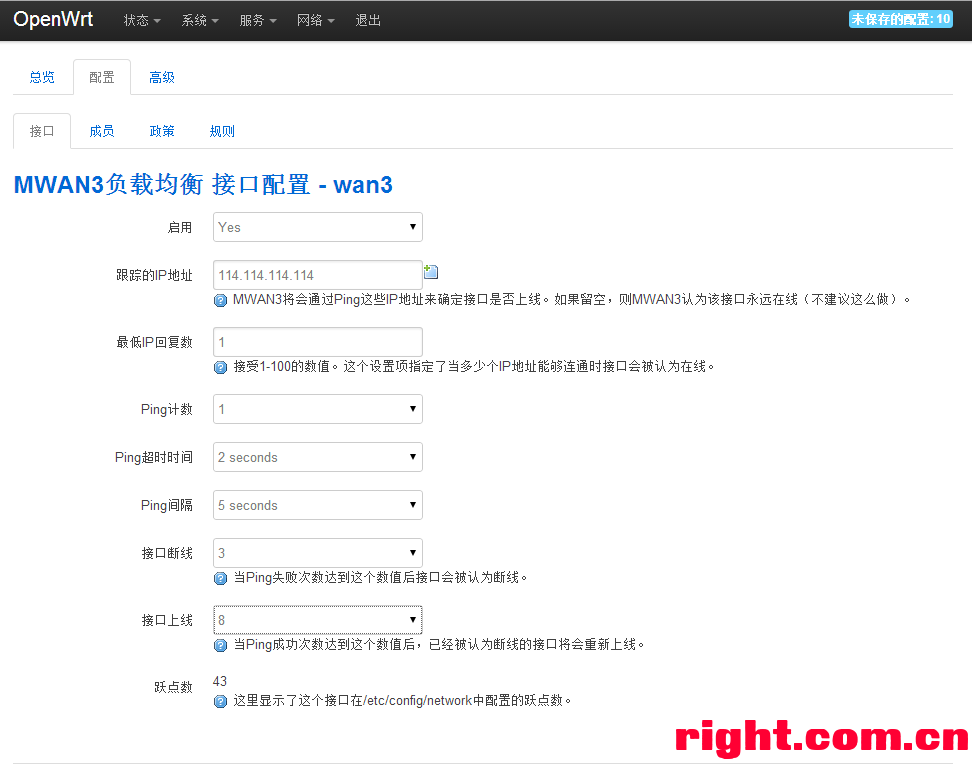 OpenWrt 状态 系统 服务 网络 退出 未保存的配置: 10
总览 配置 高级
接口 成员 政策 规则
MWAN3负载均衡 接口配置 - wan3
启用 Yes
跟踪的IP地址 114.114.114.114
MWAN3将会通过Ping这些IP地址来确定接口是否上线。如果留空，则MWAN3认为该接口永远在线（不建议这么做）。
最低IP回复数 1
接受1-100的数值。这个设置项指定了当多少个IP地址能够连通时接口会被认为在线。
Ping计数 1
Ping超时时间 2 seconds
Ping间隔 5 seconds
接口断线 3
当Ping失败次数达到这个数值后接口会被认为断线。
接口上线 8
当Ping成功次数达到这个数值后，已经被认为断线的接口将会重新上线。
跃点数 43
这里显示了这个接口在/etc/config/network中配置的跃点数。
right.com.cn